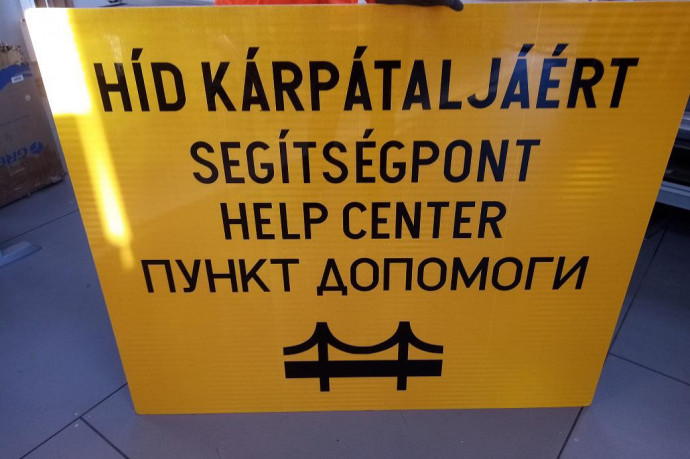 HÍD KÁRPÁTALJÁÉRT
SEGÍTSÉGPONT
HELP CENTER
ПУНКТ ДОПОМОГИ